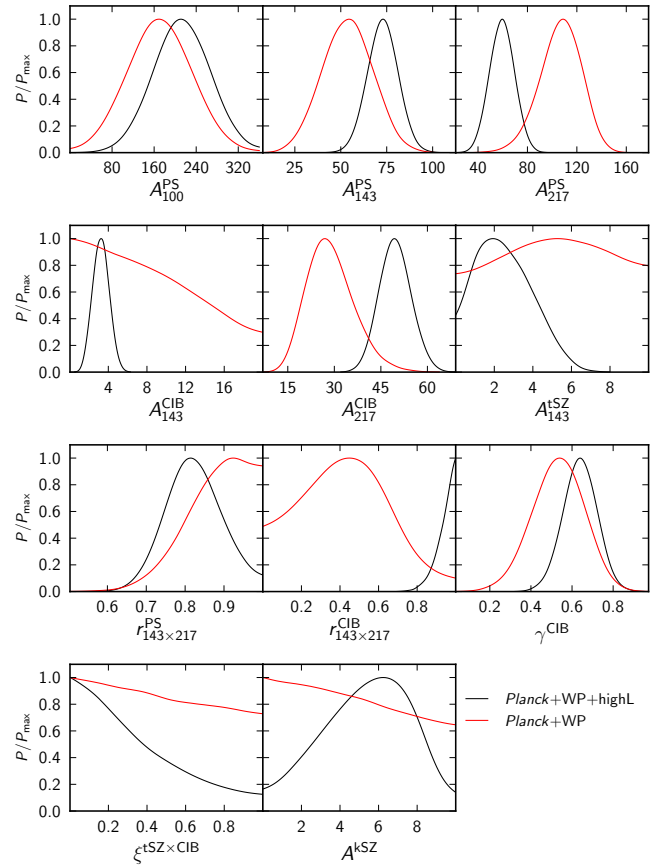 P/Pmax
1.0
0.8
0.6
0.4
0.2
0.0
80 160 240 320
25 50 75 100
40 80 120 160
A^PS_100
A^PS_143
A^PS_217
P/Pmax
1.0
0.8
0.6
0.4
0.2
0.0
4 8 12 16
15 30 45 60
2 4 6 8
A^CIB_143
A^CIB_217
A^tSZ_143
P/Pmax
1.0
0.8
0.6
0.4
0.2
0.0
0.6 0.7 0.8 0.9
0.2 0.4 0.6 0.8
0.2 0.4 0.6 0.8
r^PS_143×217
r^CIB_143×217
γ^CIB
P/Pmax
1.0
0.8
0.6
0.4
0.2
0.0
0.2 0.4 0.6 0.8
2 4 6 8
ξ^tSZ×CIB
A^kSZ
Planck+WP+highL
Planck+WP